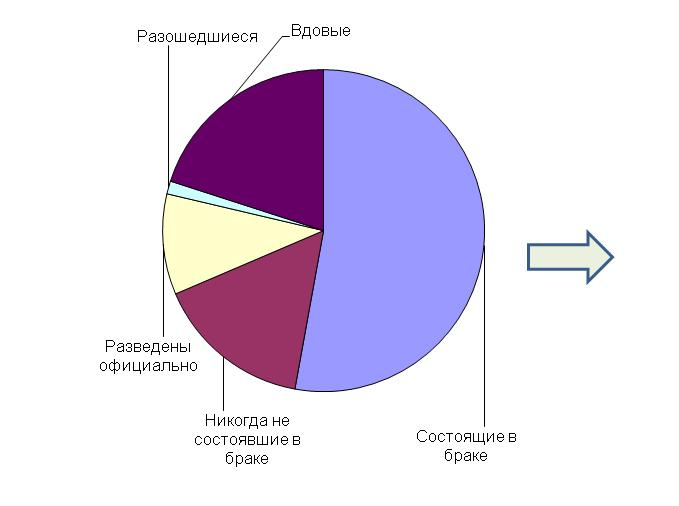 Разошедшиеся
Вдовые
Разведены
официально
Никогда не
состоявшие в
браке
Состоящие в
браке